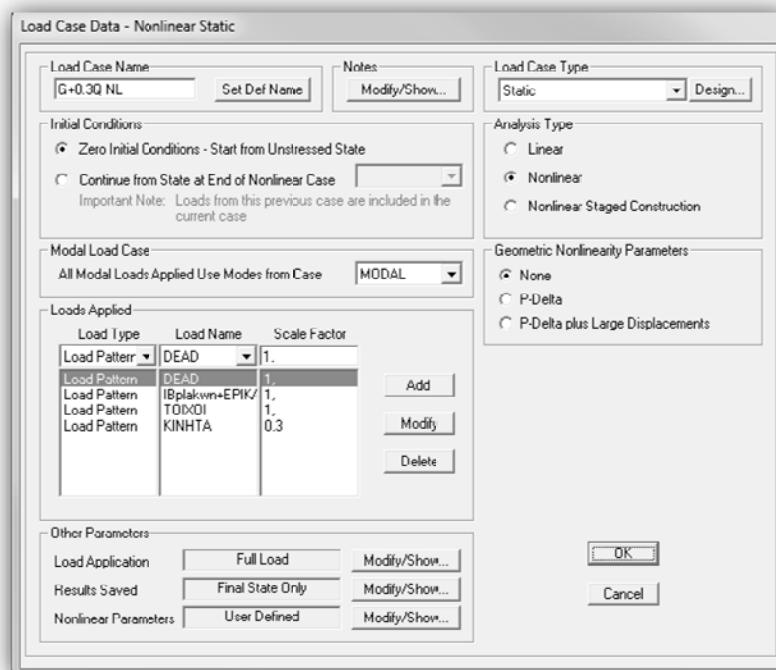 Load Case Data - Nonlinear Static
Load Case Name
G+0.3Q NL
Set Def Name
Notes
Modify/Show...
Load Case Type
Static
Design...
Initial Conditions
Zero Initial Conditions - Start from Unstressed State
Continue from State at End of Nonlinear Case
Important Note: Loads from this previous case are included in the
current case
Analysis Type
Linear
Nonlinear
Nonlinear Staged Construction
Modal Load Case
All Modal Loads Applied Use Modes from Case
MODAL
Geometric Nonlinearity Parameters
None
P-Delta
P-Delta plus Large Displacements
Loads Applied
Load Type Load Name Scale Factor
Load Pattern DEAD 1.
Load Pattern DEAD 1,
Load Pattern IBplakwn+EPIK/ 1,
Load Pattern TOIXOI 1,
Load Pattern KINHTA 0.3
Add
Modify
Delete
Other Parameters
Load Application Full Load Modify/Show...
Results Saved Final State Only Modify/Show...
Nonlinear Parameters User Defined Modify/Show...
OK
Cancel